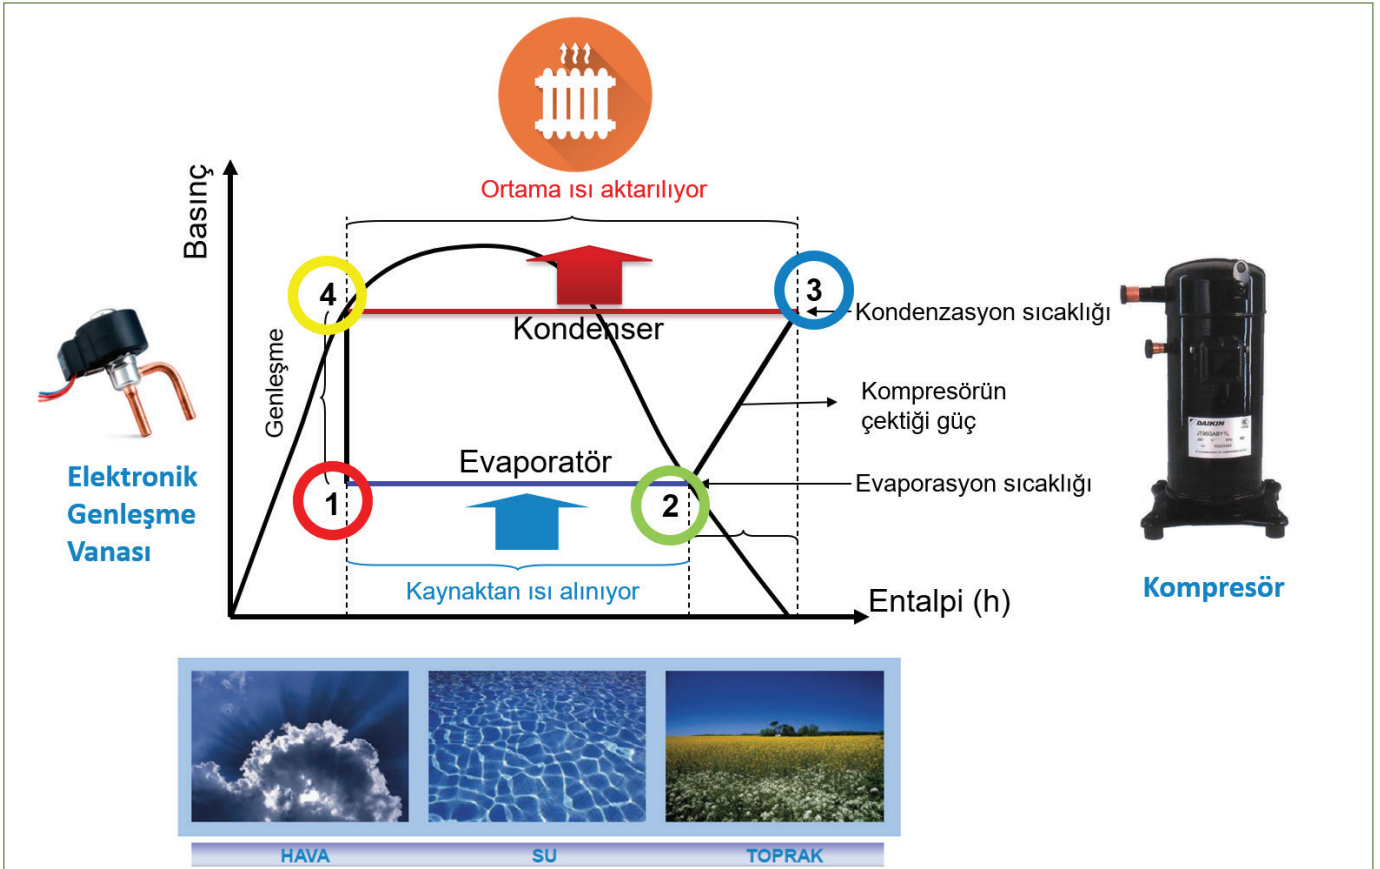 Ortama ısı aktarılıyor
Basınç
4
3
Kondenser
Kondenzasyon sıcaklığı
Genleşme
Kompresörün
çektiği güç
Evaporatör
Evaporasyon sıcaklığı
1
2
Elektronik
Genleşme
Vanası
Kaynaktan ısı alınıyor
Entalpi (h)
DAIKIN
Kompresör
HAVA
SU
TOPRAK